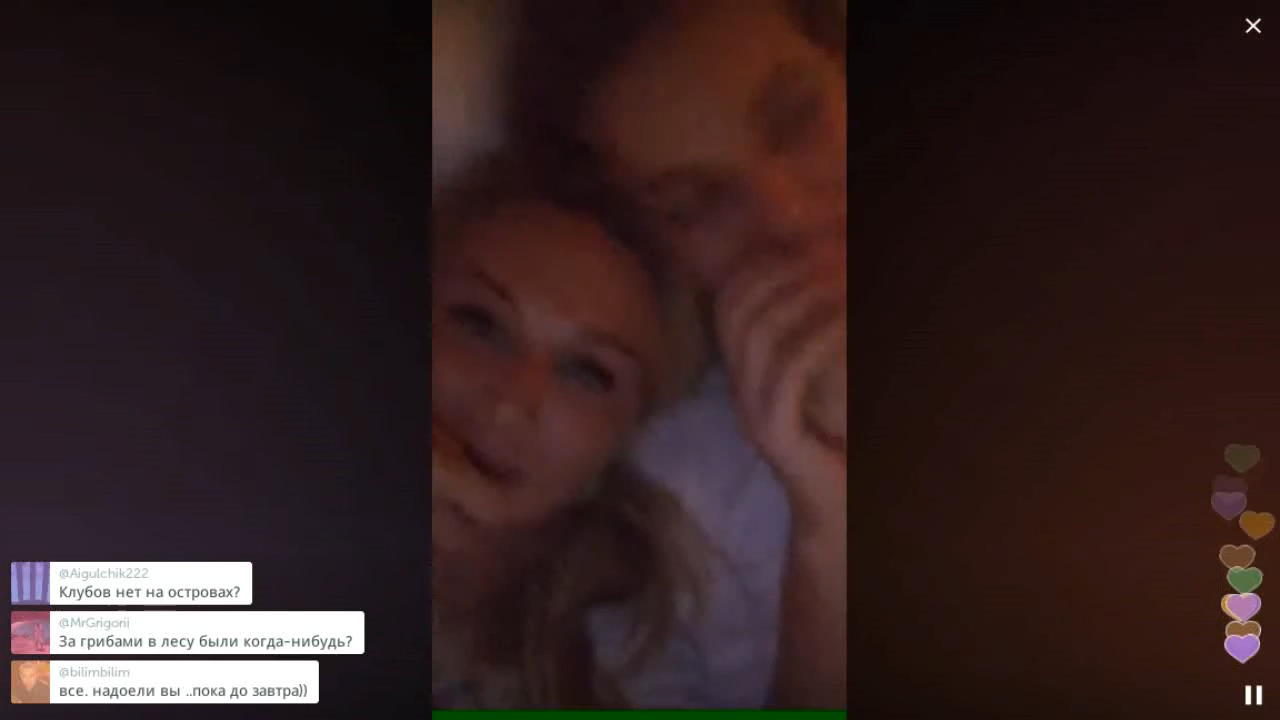 @Aigulchik222
Клубов нет на островах?
@MrGrigorii
За грибами в лесу были когда-нибудь?
@bilimbilim
все. надоели вы ..пока до завтра))